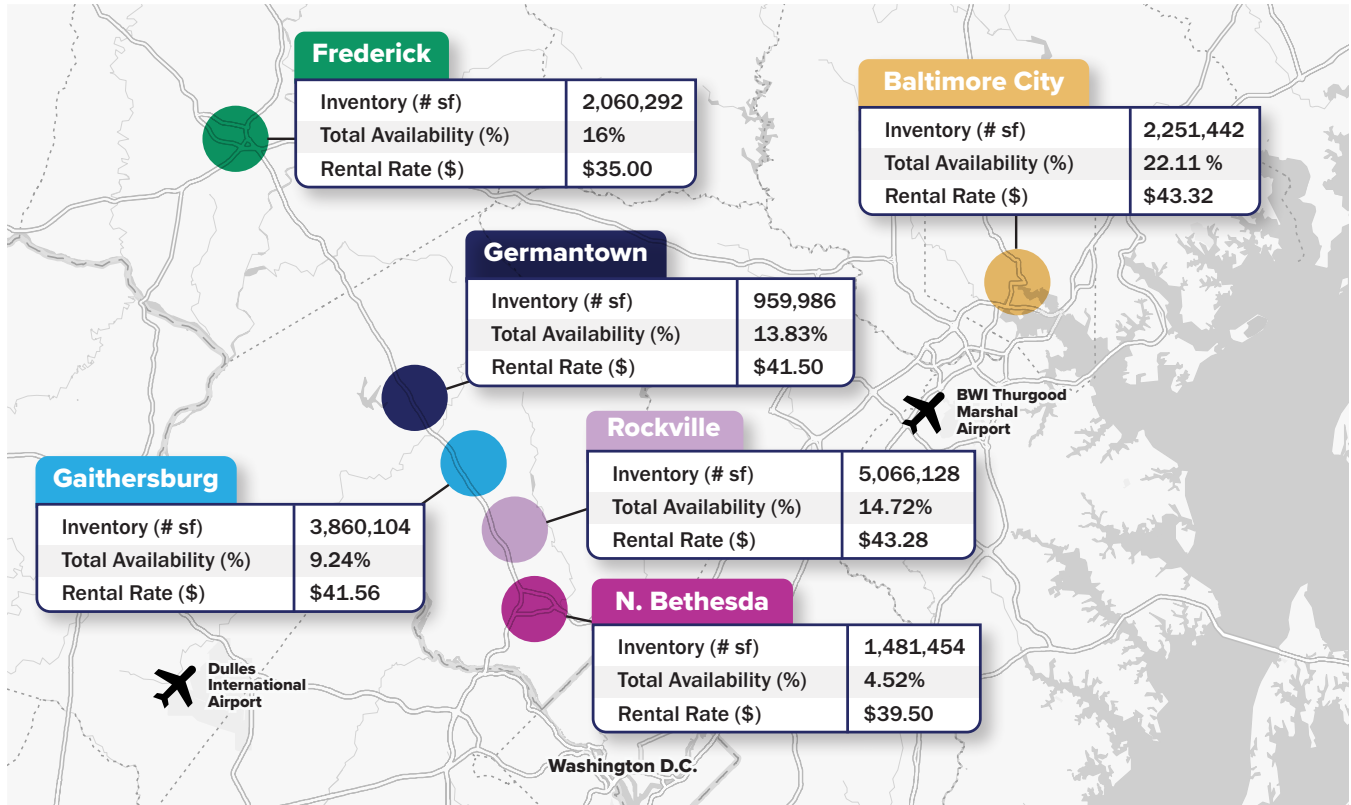 Frederick
Inventory (# sf) 2,060,292
Total Availability (%) 16%
Rental Rate ($) $35.00
Baltimore City
Inventory (# sf) 2,251,442
Total Availability (%) 22.11 %
Rental Rate ($) $43.32
Germantown
Inventory (# sf) 959,986
Total Availability (%) 13.83%
Rental Rate ($) $41.50
BWI Thurgood
Marshal
Airport
Rockville
Inventory (# sf) 5,066,128
Total Availability (%) 14.72%
Rental Rate ($) $43.28
Gaithersburg
Inventory (# sf) 3,860,104
Total Availability (%) 9.24%
Rental Rate ($) $41.56
N. Bethesda
Inventory (# sf) 1,481,454
Total Availability (%) 4.52%
Rental Rate ($) $39.50
Dulles
International
Airport
Washington D.C.